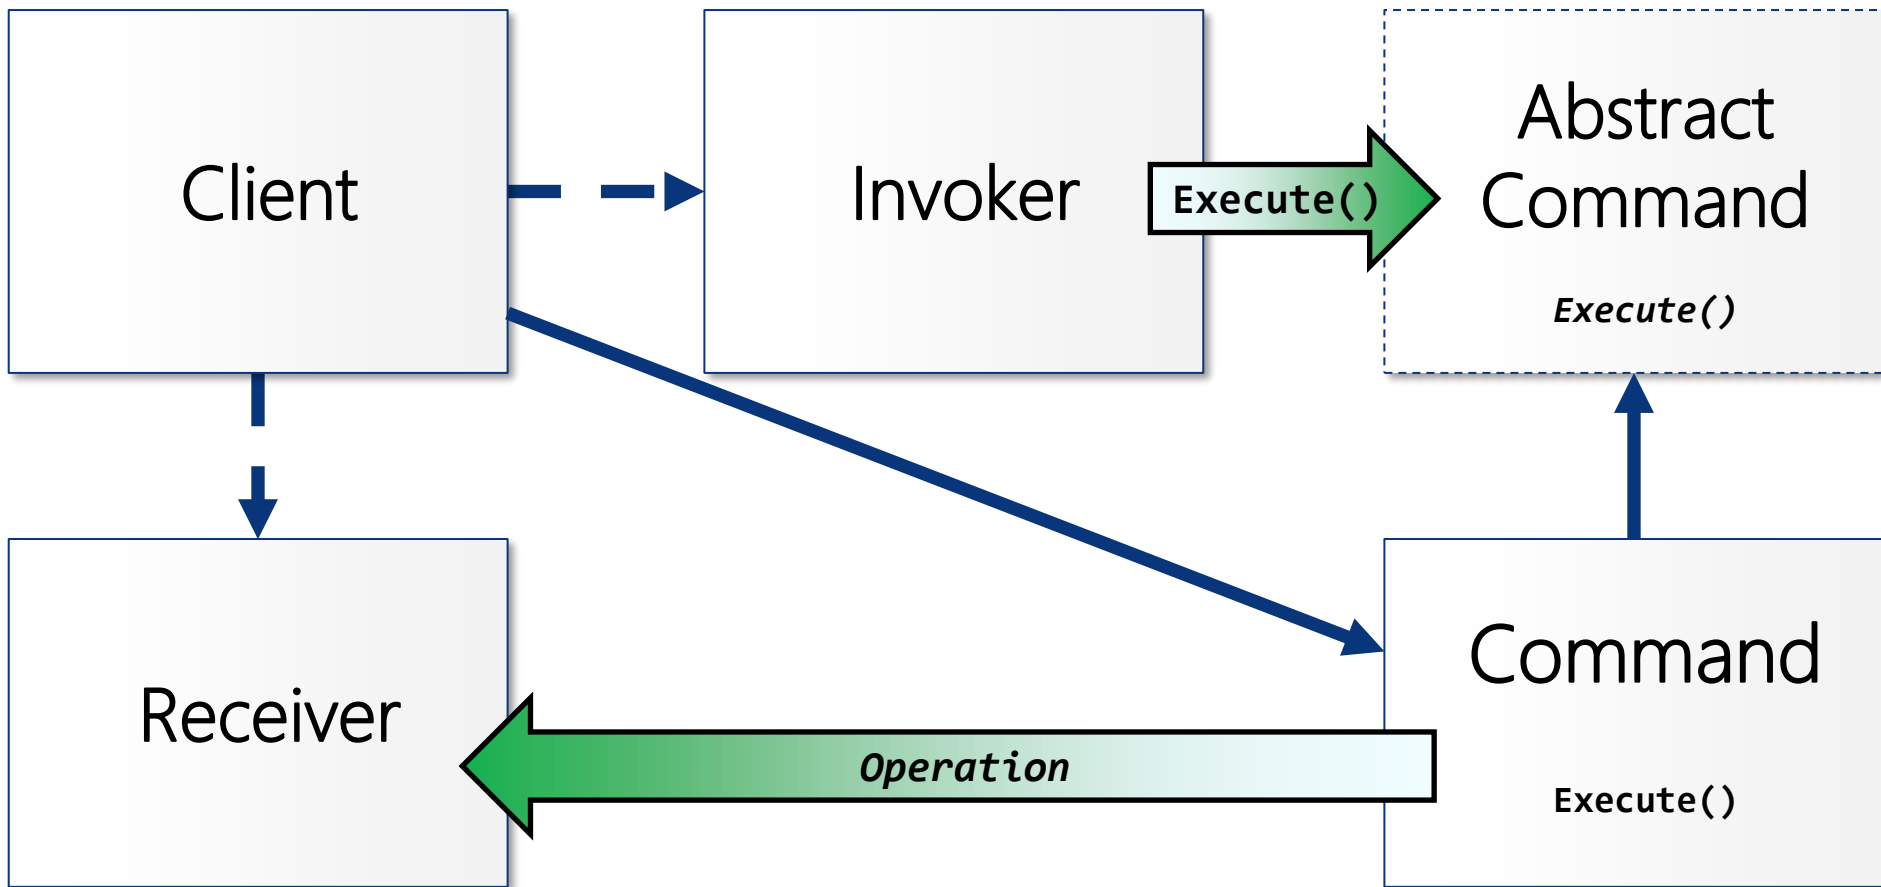 Client
Invoker
Execute()
Abstract
Command
Execute()
Receiver
Operation
Command
Execute()